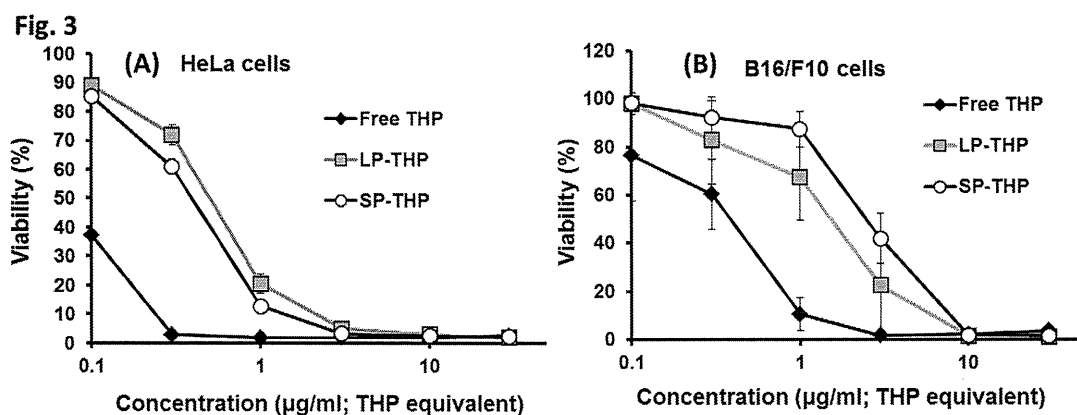 Fig. 3
(A) HeLa cells
Viability (%)
100
90
80
70
60
50
40
30
20
10
0
0.1 1 10
Free THP
LP-THP
SP-THP
Concentration (µg/ml; THP equivalent)
(B) B16/F10 cells
Viability (%)
120
100
80
60
40
20
0
0.1 1 10
Free THP
LP-THP
SP-THP
Concentration (µg/ml; THP equivalent)